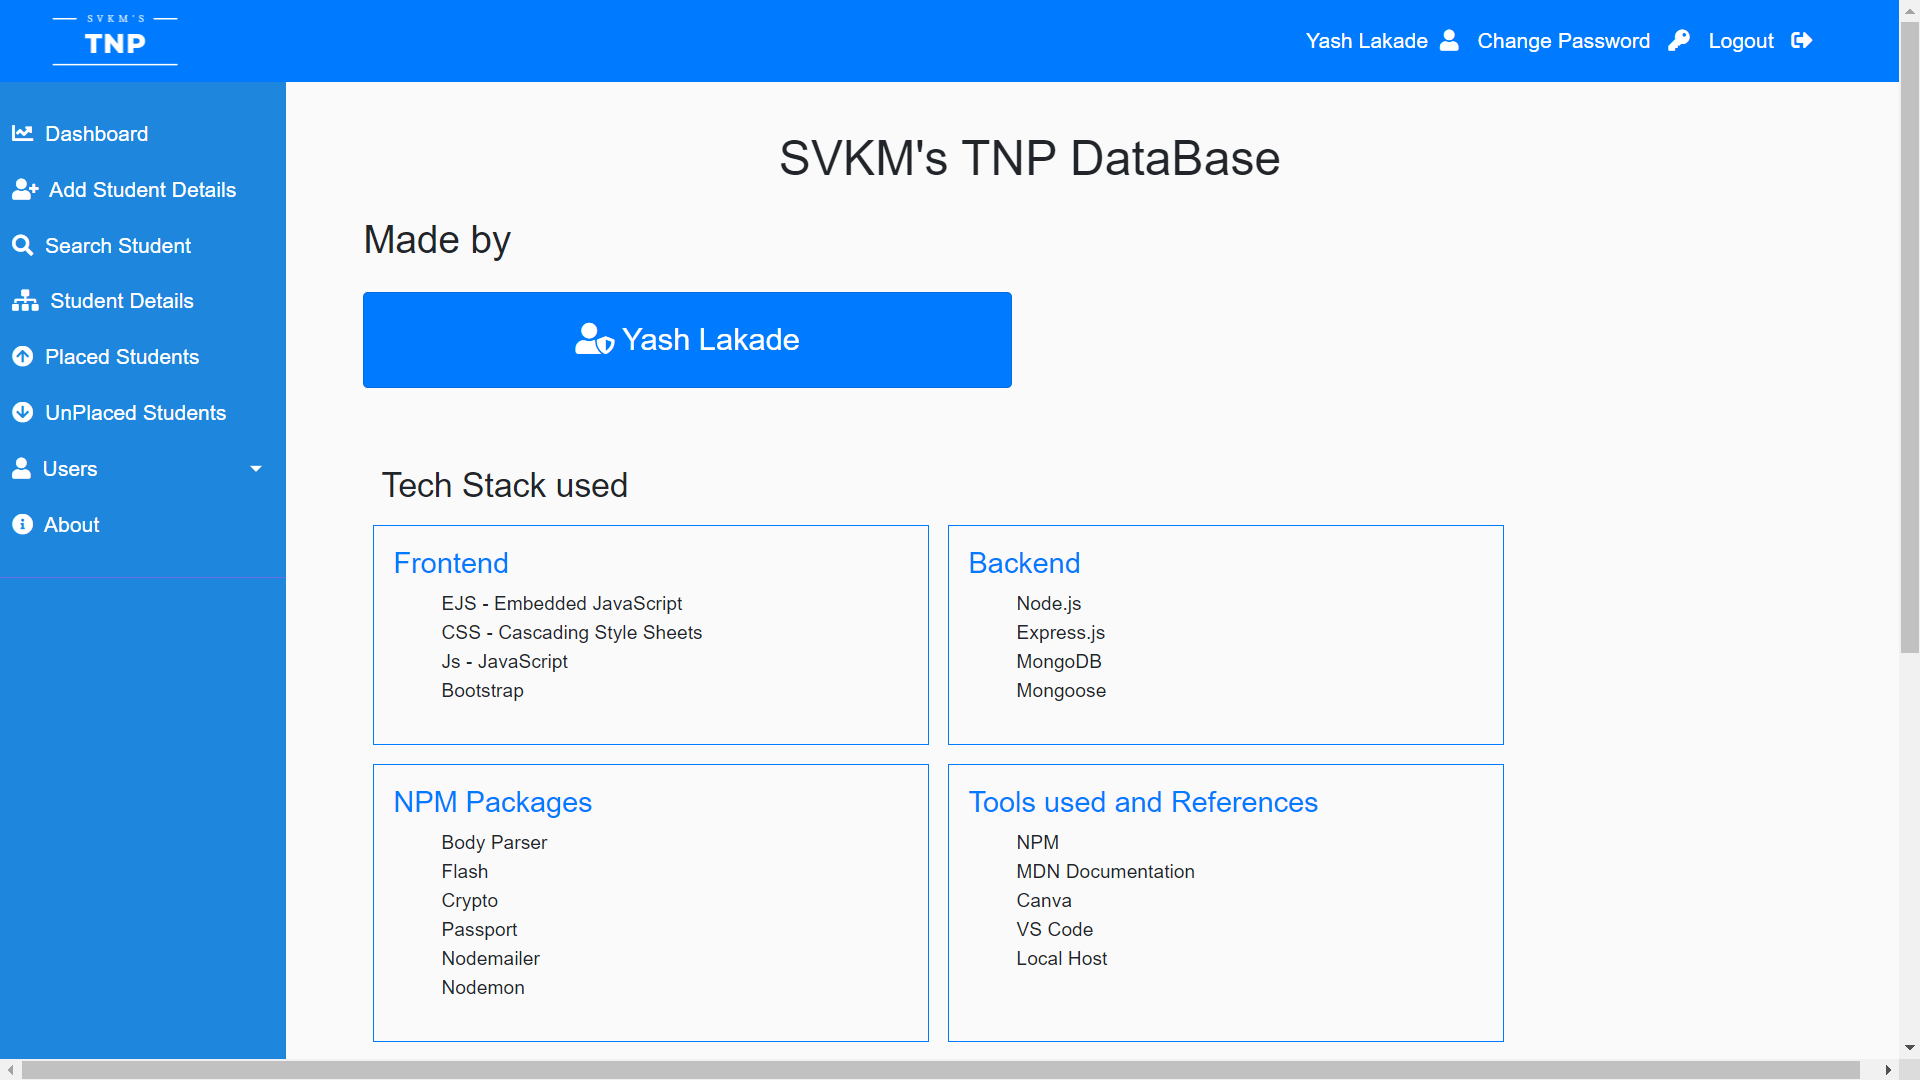 SVKM'S
TNP
Yash Lakade
Change Password
Logout
Dashboard
Add Student Details
Search Student
Student Details
Placed Students
UnPlaced Students
Users
About
SVKM's TNP DataBase
Made by
Yash Lakade
Tech Stack used
Frontend
EJS - Embedded JavaScript
CSS - Cascading Style Sheets
Js - JavaScript
Bootstrap
Backend
Node.js
Express.js
MongoDB
Mongoose
NPM Packages
Body Parser
Flash
Crypto
Passport
Nodemailer
Nodemon
Tools used and References
NPM
MDN Documentation
Canva
VS Code
Local Host